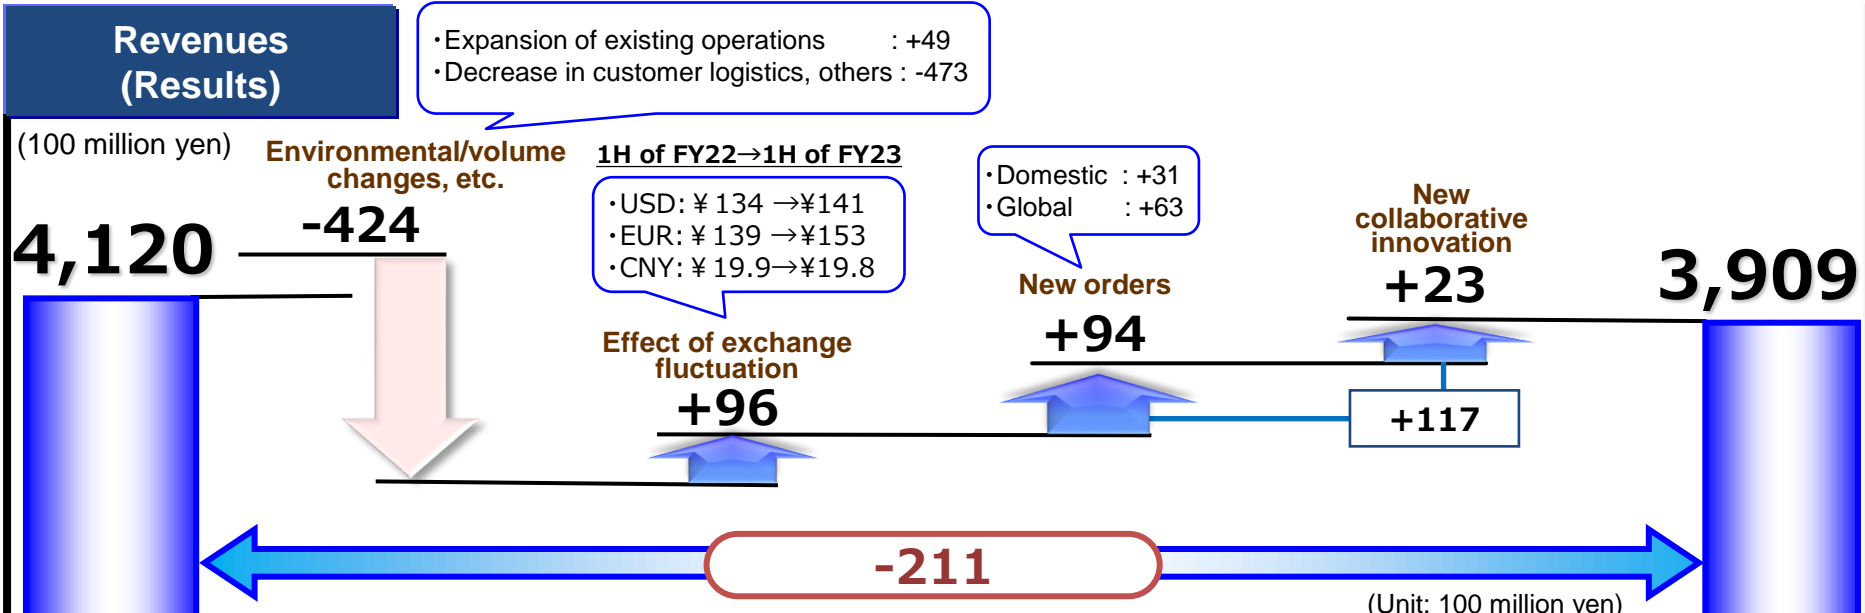 Revenues
(Results)
・Expansion of existing operations : +49
・Decrease in customer logistics, others : -473
(100 million yen)
Environmental/volume
changes, etc.
-424
4,120
1H of FY22→1H of FY23
・USD: ¥ 134 →¥141
・EUR: ¥ 139 →¥153
・CNY: ¥ 19.9→¥19.8
Effect of exchange
fluctuation
+96
・Domestic : +31
・Global : +63
New orders
+94
New
collaborative
innovation
+23
3,909
+117
-211
(Unit: 100 million yen)